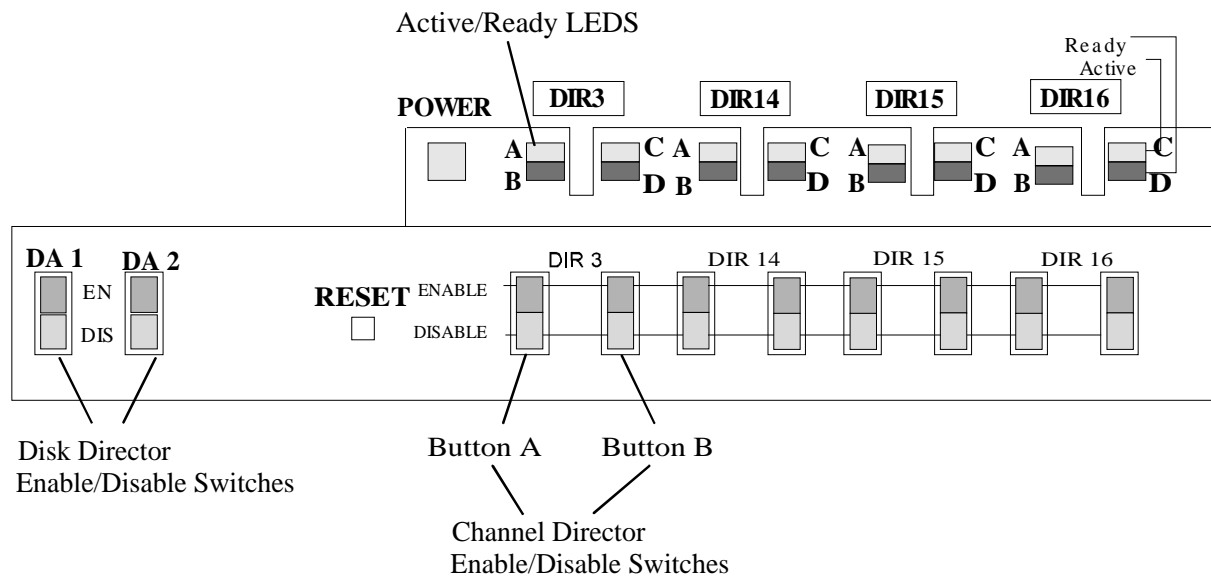 Active/Ready LEDS
Ready
Active
POWER
DIR3
DIR14
DIR15
DIR16
A C A C A C A C
B D B D B D B D
DA 1 DA 2
EN
DIS
RESET
ENABLE
DISABLE
DIR 3 DIR 14 DIR 15 DIR 16
Disk Director
Enable/Disable Switches
Button A Button B
Channel Director
Enable/Disable Switches